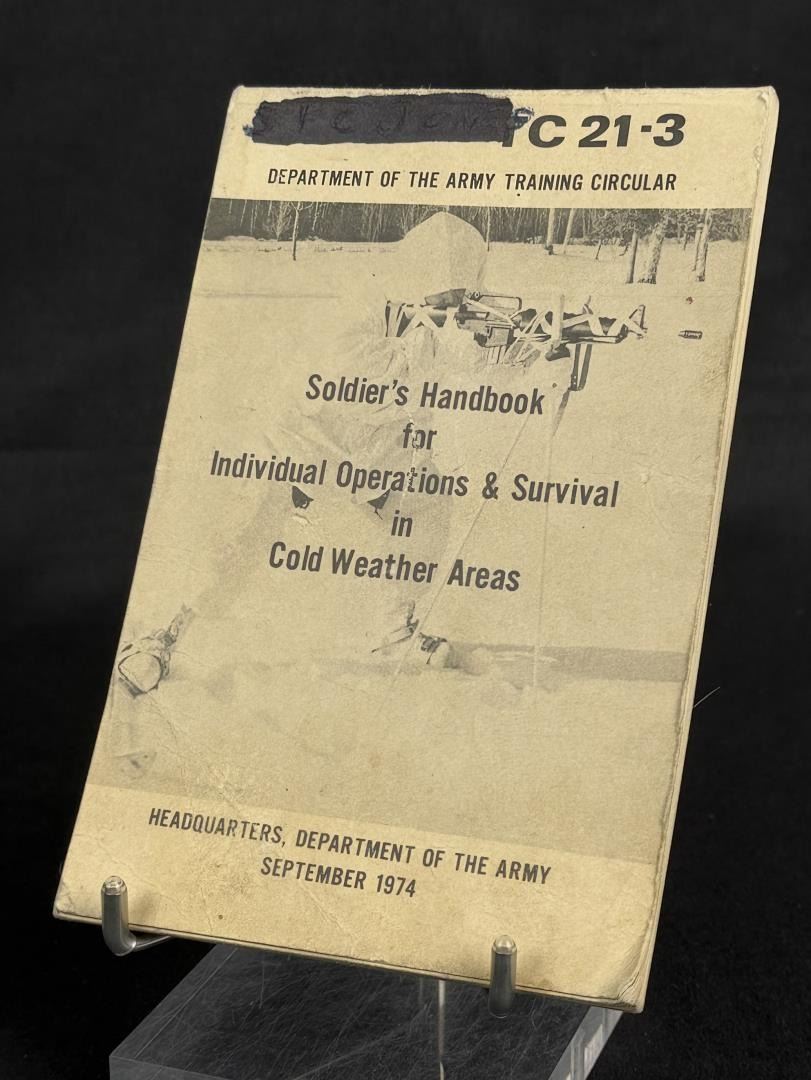 TC 21-3
DEPARTMENT OF THE ARMY TRAINING CIRCULAR
Soldier's Handbook
for
Individual Operations & Survival
in
Cold Weather Areas
HEADQUARTERS, DEPARTMENT OF THE ARMY
SEPTEMBER 1974